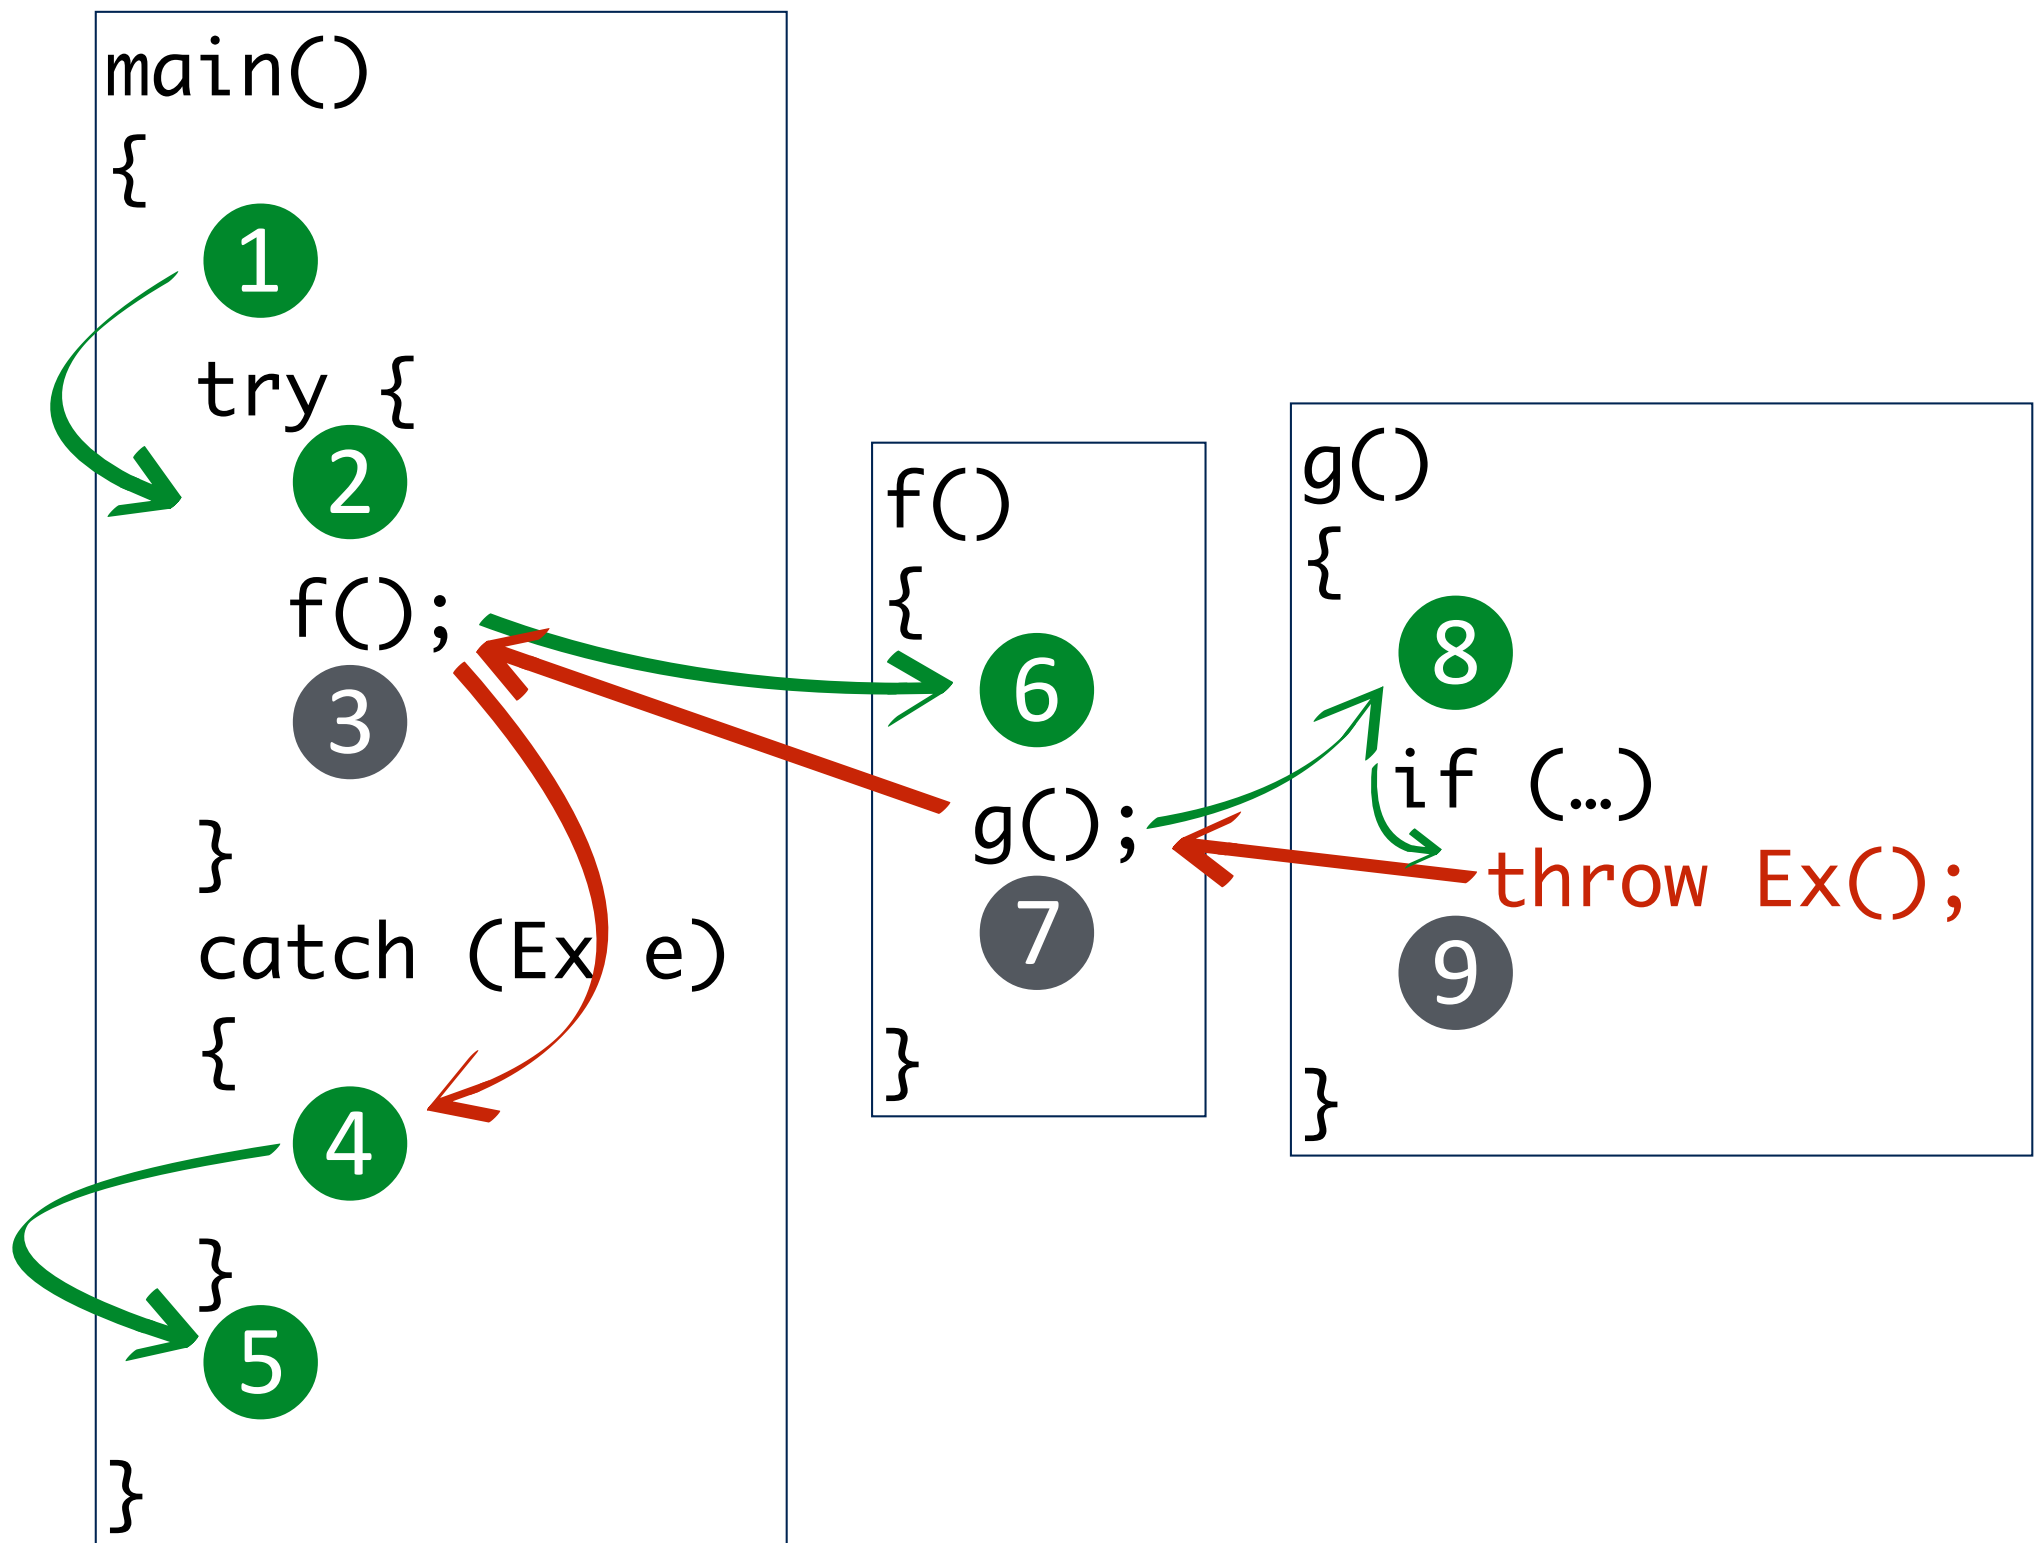 main()
{
1
try {
2
f();
3
}
catch (Ex e)
{
4
}
5
}
f()
{
6
g();
7
}
g()
{
8
if (…)
throw Ex();
9
}